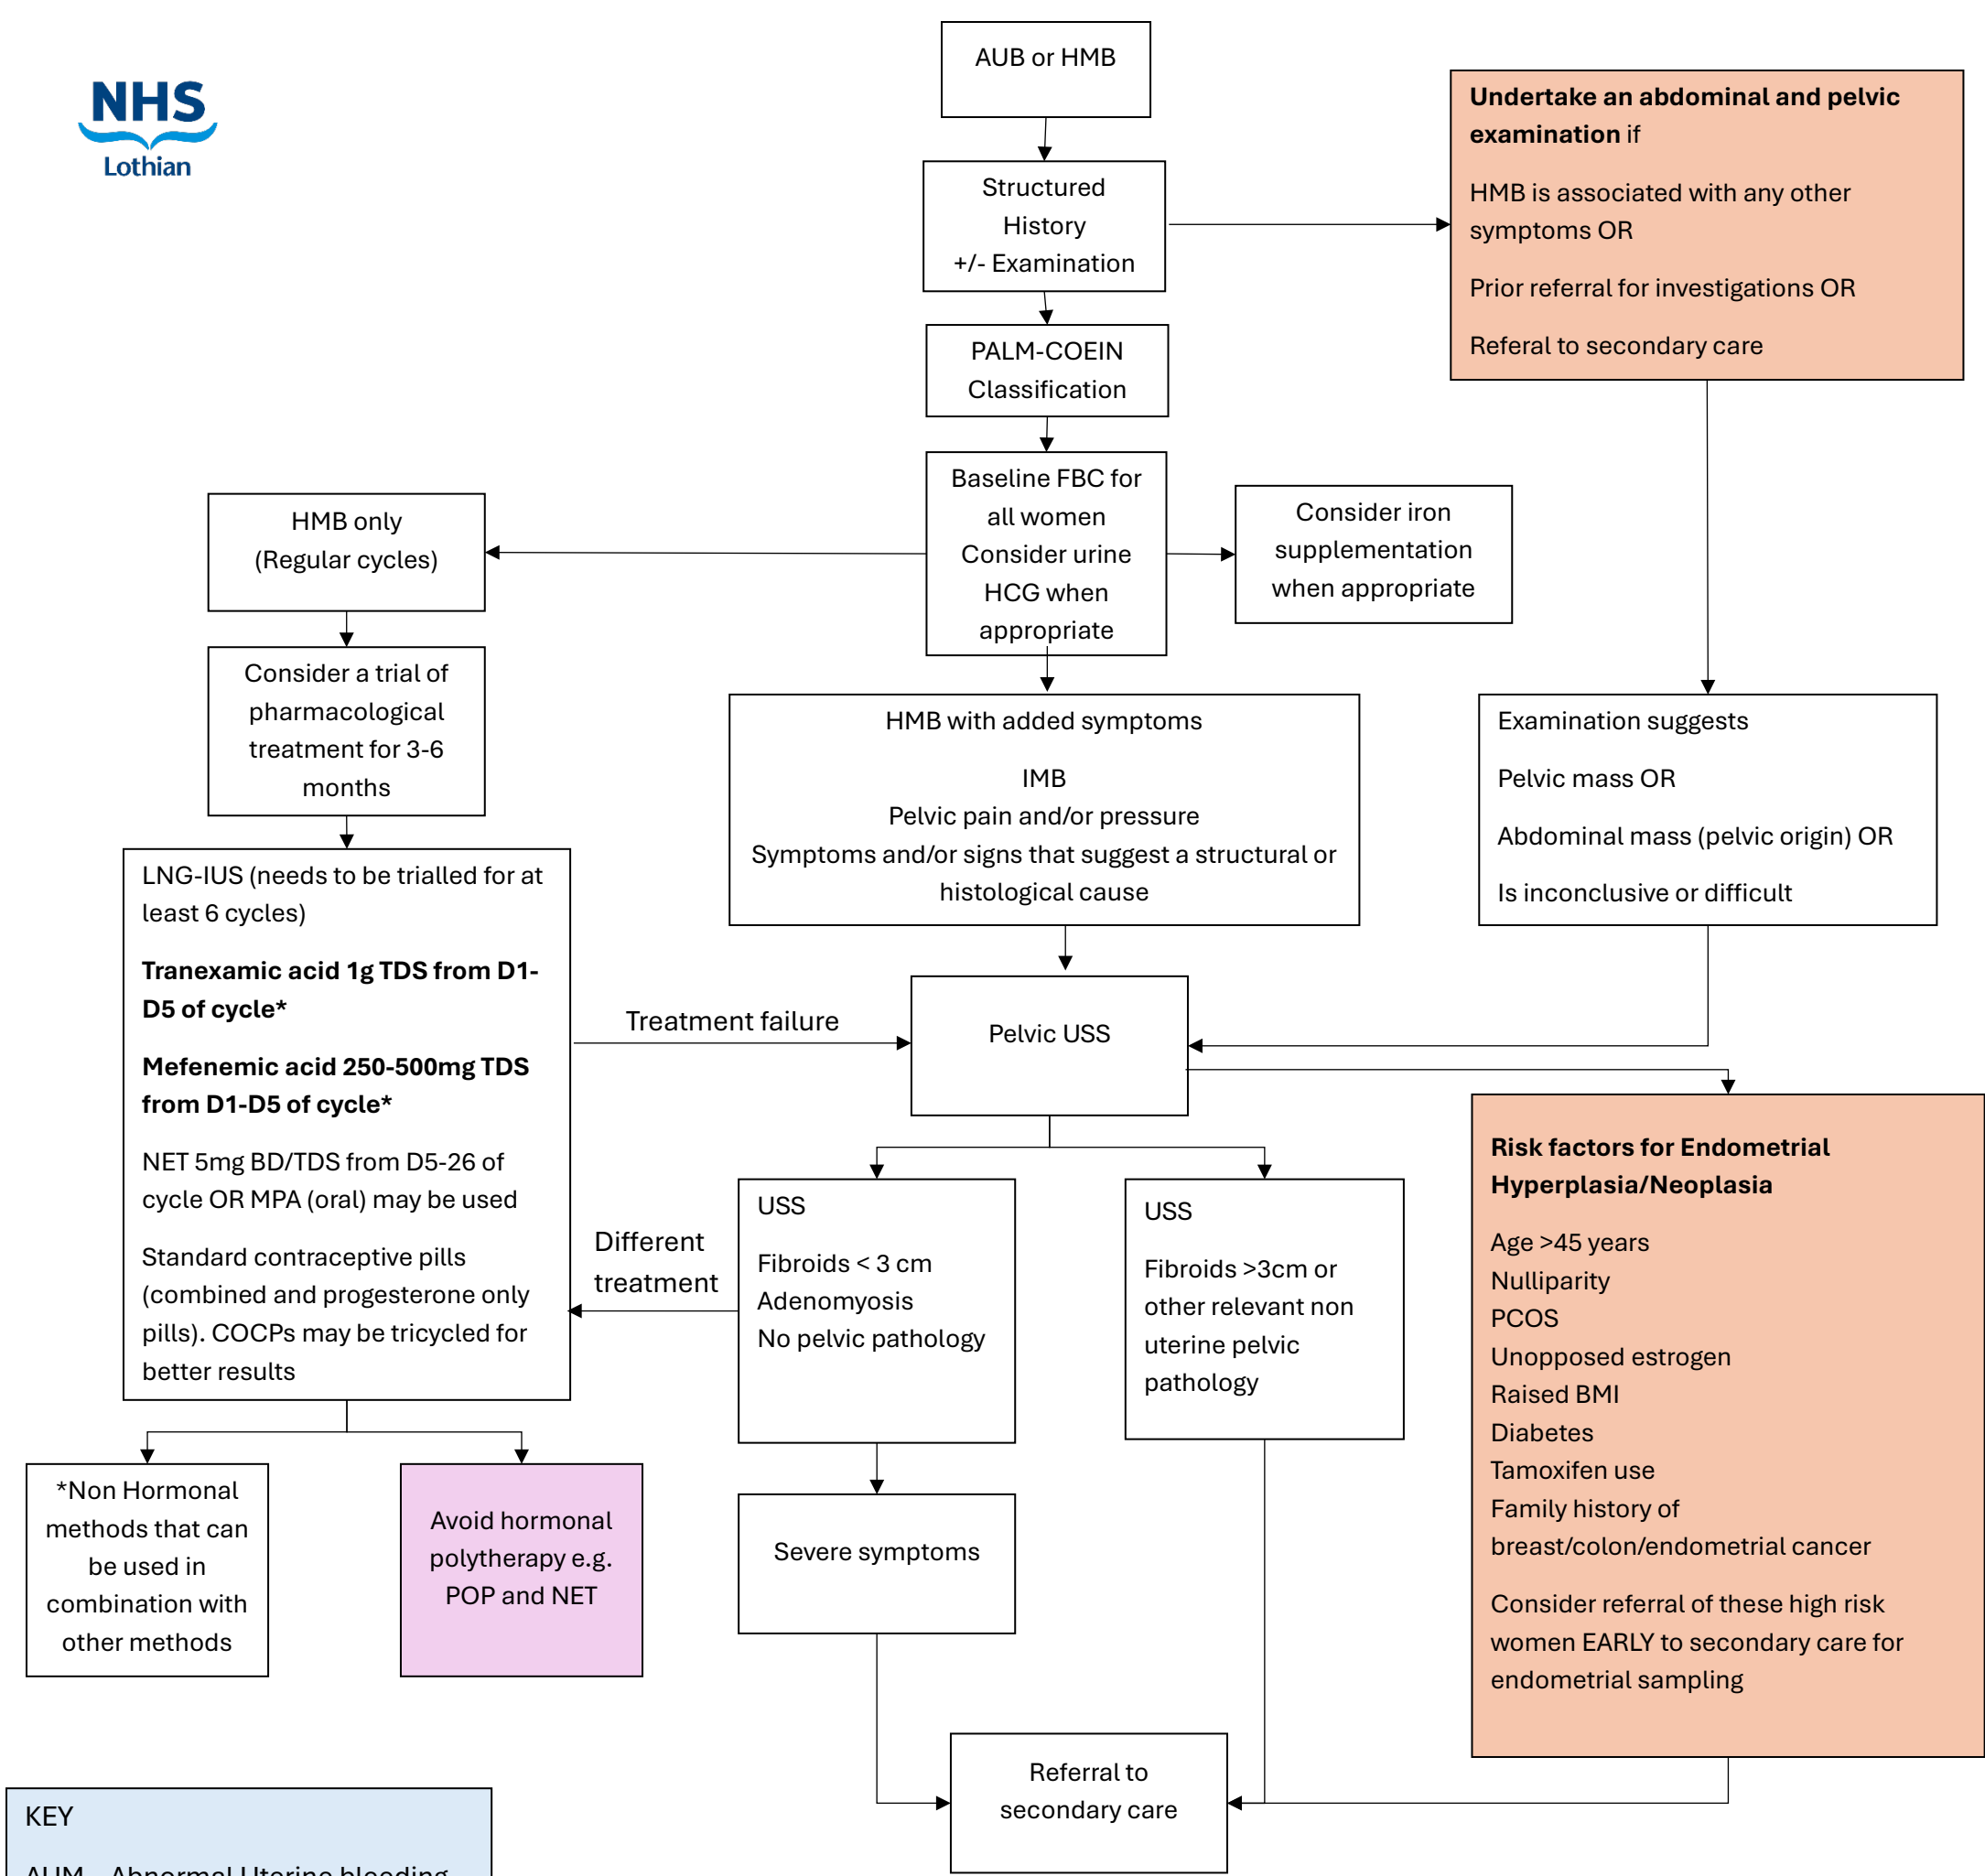 NHS
Lothian
AUB or HMB
Structured
History
+/- Examination
Undertake an abdominal and pelvic
examination if
HMB is associated with any other
symptoms OR
Prior referral for investigations OR
Referal to secondary care
PALM-COEIN
Classification
Baseline FBC for
all women
Consider urine
HCG when
appropriate
Consider iron
supplementation
when appropriate
HMB only
(Regular cycles)
Consider a trial of
pharmacological
treatment for 3-6
months
HMB with added symptoms
IMB
Pelvic pain and/or pressure
Symptoms and/or signs that suggest a structural or
histological cause
Examination suggests
Pelvic mass OR
Abdominal mass (pelvic origin) OR
Is inconclusive or difficult
LNG-IUS (needs to be trialled for at
least 6 cycles)
Tranexamic acid 1g TDS from D1-
D5 of cycle*
Mefenemic acid 250-500mg TDS
from D1-D5 of cycle*
NET 5mg BD/TDS from D5-26 of
cycle OR MPA (oral) may be used
Standard contraceptive pills
(combined and progesterone only
pills). COCPs may be tricycled for
better results
Treatment failure
Pelvic USS
Different
treatment
USS
Fibroids < 3 cm
Adenomyosis
No pelvic pathology
USS
Fibroids >3cm or
other relevant non
uterine pelvic
pathology
Risk factors for Endometrial
Hyperplasia/Neoplasia
Age >45 years
Nulliparity
PCOS
Unopposed estrogen
Raised BMI
Diabetes
Tamoxifen use
Family history of
breast/colon/endometrial cancer
Consider referral of these high risk
women EARLY to secondary care for
endometrial sampling
*Non Hormonal
methods that can
be used in
combination with
other methods
Avoid hormonal
polytherapy e.g.
POP and NET
Severe symptoms
Referral to
secondary care
KEY
AUM – Abnormal Uterine bleeding